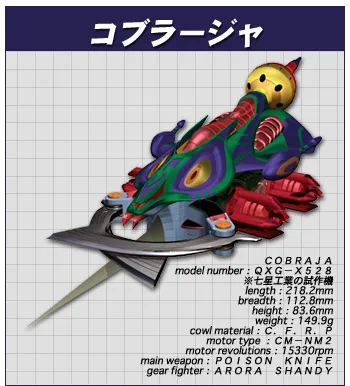 コブラージャ
COBRAJA
model number : QXG-X528
※七星工業の試作機
length : 218.2mm
breadth : 112.8mm
height : 83.6mm
weight : 149.9g
cowl material : C. F. R. P
motor type : CM-NM2
motor revolutions : 15330rpm
main weapon : POISON KNIFE
gear fighter : ARORA SHANDY